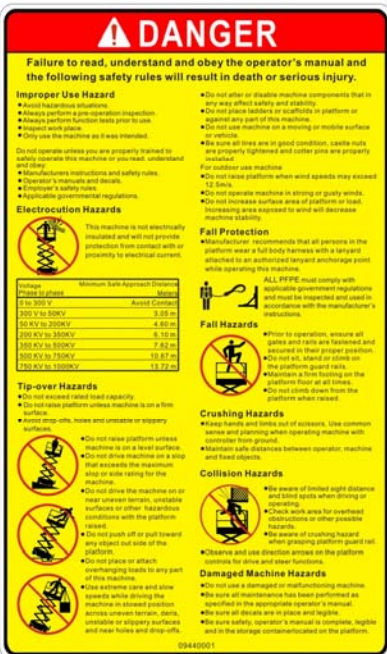 DANGER
Failure to read, understand and obey the operator's manual and
the following safety rules will result in death or serious injury.
Improper Use Hazard
●Avoid hazardous situations.
●Always perform a pre-operation inspection.
●Always perform function tests prior to use.
●Inspect work place.
●Only use the machine as it was intended.
Do not operate unless you are properly trained to
safely operate this machine or you read, understand
and obey:
●Manufacturers instructions and safety rules.
●Operator's manuals and decals.
●Employer's safety rules.
●Applicable governmental regulations.
Electrocution Hazards
This machine is not electrically
insulated and will not provide
protection from contact with or
proximity to electrical current.
Voltage Minimum Safe Approach Distance
Phase to phase Meters
0 to 300 V Avoid Contact
300 V to 50KV 3.05 m
50 KV to 200KV 4.60 m
200 KV to 350KV 6.10 m
350 KV to 500KV 7.62 m
500 KV to 750KV 10.67 m
750 KV to 1000KV 13.72 m
Tip-over Hazards
●Do not exceed rated load capacity.
●Do not raise platform unless machine is on a firm
surface.
●Avoid drop-offs, holes and unstable or slippery
surfaces.
●Do not raise platform unless
machine is on a level surface.
●Do not drive machine on a slop
that exceeds the maximum
slop or side rating for the
machine.
●Do not drive the machine on or
near uneven terrain, unstable
surfaces or other hazardous
conditions with the platform
raised.
●Do not push off or pull toward
any object out side of the
platform.
●Do not place or attach
overhanging loads to any part
of this machine.
●Use extreme care and slow
speeds while driving the
machine in stowed position
across uneven terrain, deris,
unstable or slippery surfaces
and near holes and drop-offs.
●Do not alter or disable machine components that in
any way affect safety and stability.
●Do not place ladders or scaffolds in platform or
against any part of this machine.
●Do not use machine on a moving or mobile surface
or vehicle.
●Be sure all tires are in good condition, castle nuts
are properly tightened and cotter pins are properly
installed
For outdoor use machine
●Do not raise platform when wind speeds may exceed
12.5m/s.
●Do not operate machine in strong or gusty winds.
●Do not increase surface area of platform or load.
Increasing area exposed to wind will decrease
machine stability.
Fall Protection
●Manufacturer recommends that all persons in the
platform wear a full body harness with a lanyard
attached to an authorized lanyard anchorage point
while operating this machine.
ALL PFPE must comply with
applicable government regulations
and must be inspected and used in
accordance with the manufacturer's
instructions.
Fall Hazards
●Prior to operation, ensure all
gates and rails are fastened and
secured in their proper position.
●Do not sit, stand or climb on
the platform guard rails.
●Maintain a firm footing on the
platform floor at all times.
●Do not climb down from the
platform when raised.
Crushing Hazards
●Keep hands and limbs out of scissors. Use common
sense and planning when operating machine with
controller from ground.
●Maintain safe distances between operator, machine
and fixed objects.
Collision Hazards
●Be aware of limited sight distance
and blind spots when driving or
operating.
●Check work area for overhead
obstructions or other possible
hazards.
●Be aware of crushing hazard
when grasping platform guard rail.
●Observe and use direction arrows on the platform
controls for drive and steer functions.
Damaged Machine Hazards
●Do not use a damaged or malfunctioning machine.
●Be sure all maintenance has been performed as
specified in the appropriate operator's manual.
●Be sure all decals are in place and legible.
●Be sure safety, operator's manual is complete, legible
and in the storage containerlocated on the platform.
09440001